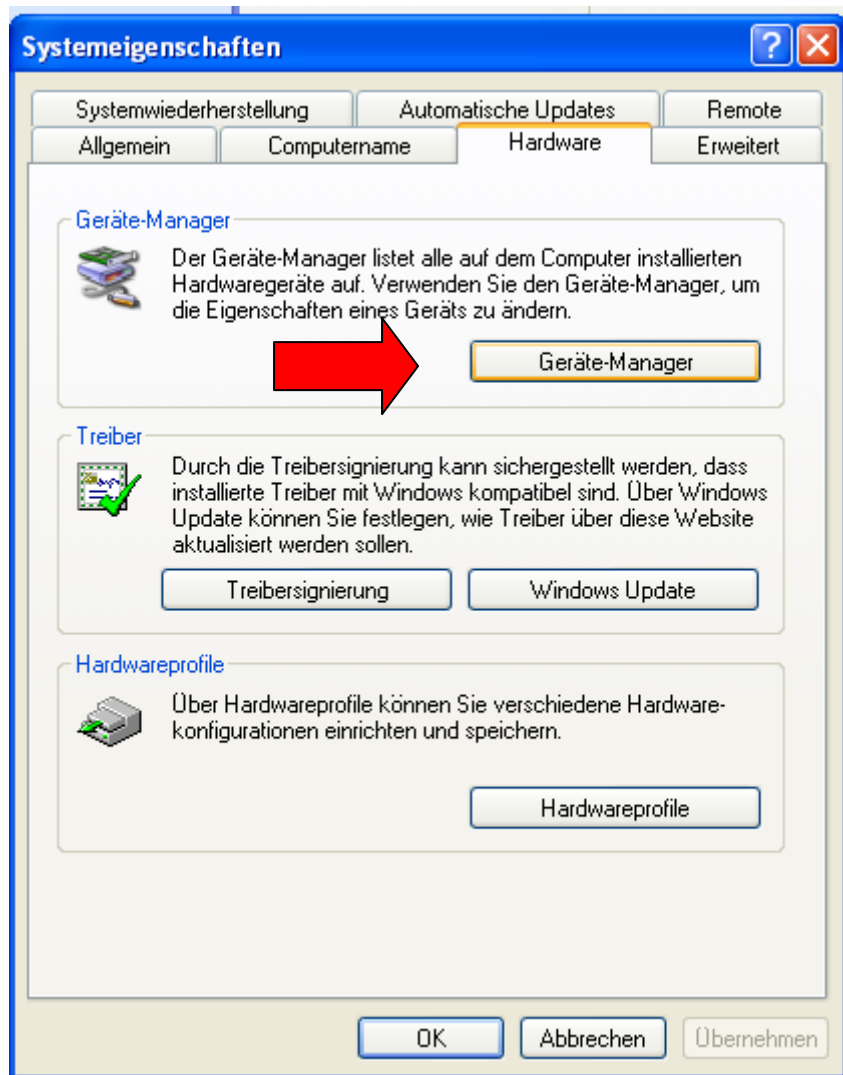 Systemeigenschaften
Systemwiederherstellung Automatische Updates Remote
Allgemein Computername Hardware Erweitert
Geräte-Manager
Der Geräte-Manager listet alle auf dem Computer installierten
Hardwaregeräte auf. Verwenden Sie den Geräte-Manager, um
die Eigenschaften eines Geräts zu ändern.
Geräte-Manager
Treiber
Durch die Treibersignierung kann sichergestellt werden, dass
installierte Treiber mit Windows kompatibel sind. Über Windows
Update können Sie festlegen, wie Treiber über diese Website
aktualisiert werden sollen.
Treibersignierung Windows Update
Hardwareprofile
Über Hardwareprofile können Sie verschiedene Hardware-
konfigurationen einrichten und speichern.
Hardwareprofile
OK Abbrechen Übernehmen